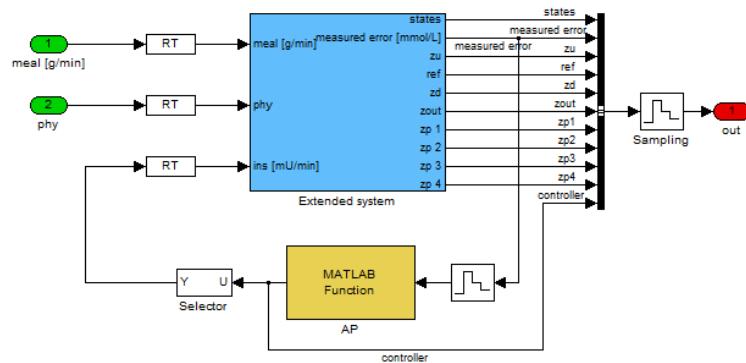 states
states
1
RT
meal [g/min]
measured error [mmol/L]
measured error
measured error
meal [g/min]
zu
zu
ref
ref
zd
zd
2
RT
phy
zout
zout
1
phy
zp 1
zp1
Sampling
out
zp 2
zp2
RT
ins [mU/min]
zp 3
zp3
zp 4
zp4
Extended system
controller
MATLAB
Function
Y U
Selector
AP
controller